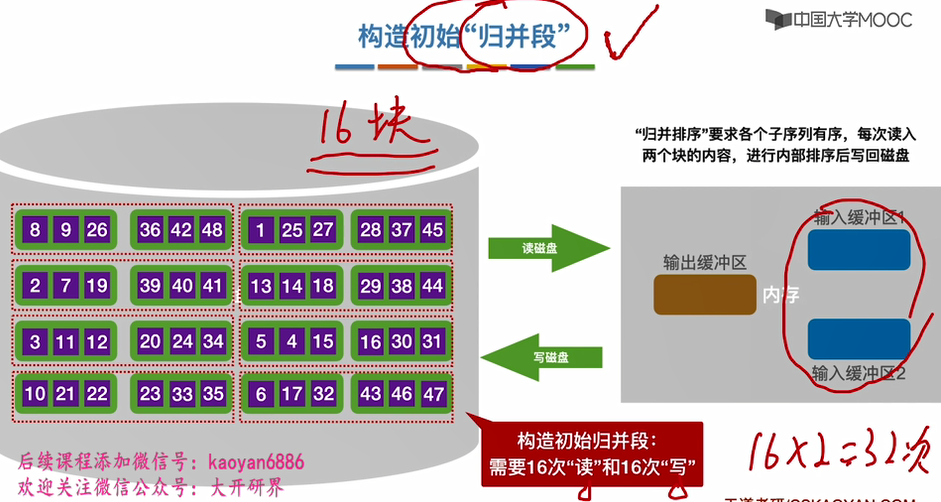 构造初始“归并段”
中国大学MOOC
16块
“归并排序”要求各个子序列有序，每次读入
两个块的内容，进行内部排序后写回磁盘
8 9 26 36 42 48 1 25 27 28 37 45
2 7 19 39 40 41 13 14 18 29 38 44
3 11 12 20 24 34 5 4 15 16 30 31
10 21 22 23 33 35 6 17 32 43 46 47
读磁盘
写磁盘
输入缓冲区1
输出缓冲区
内存
输入缓冲区2
构造初始归并段：
需要16次“读”和16次“写”
16×2=32次
后续课程添加微信号：kaoyan6886
欢迎关注微信公众号：大开研界
王道考研/CSKAOYAN.COM